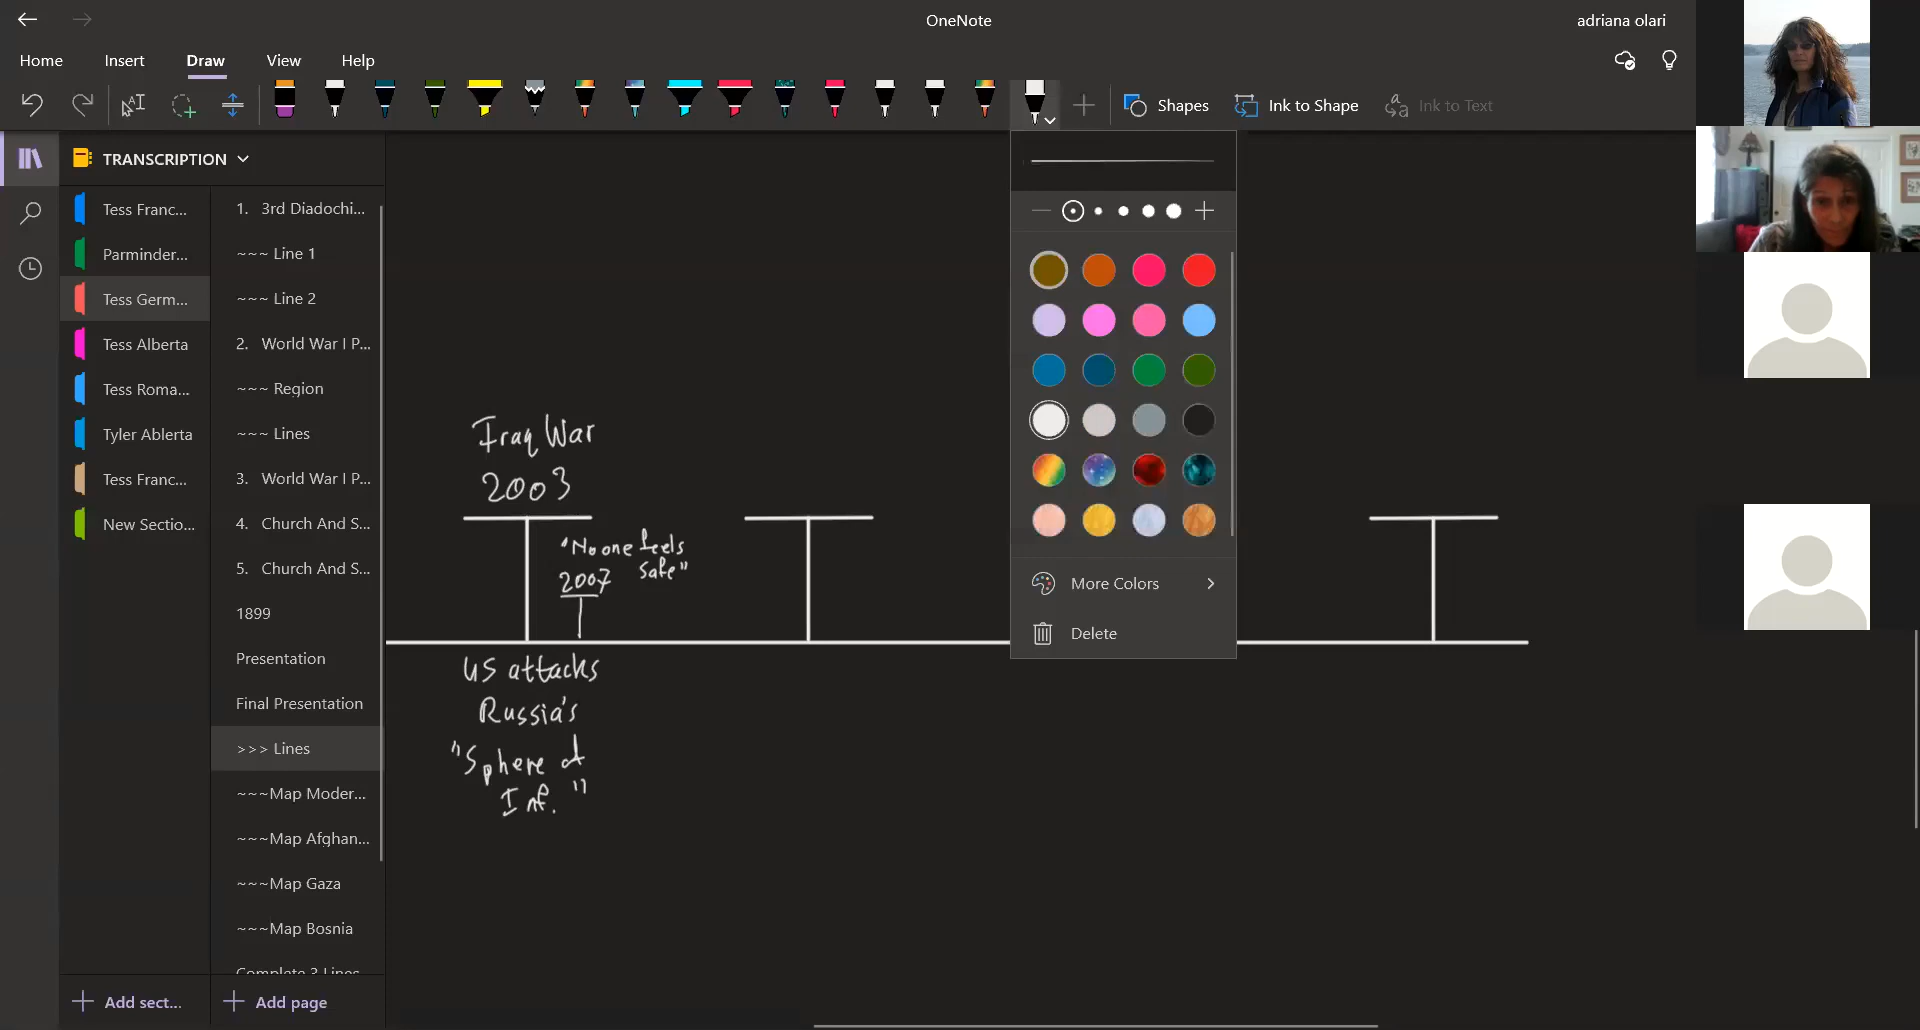 OneNote
adriana olari
Home
Insert
Draw
View
Help
Shapes
Ink to Shape
Ink to Text
TRANSCRIPTION
Tess Franc...
Parminder...
Tess Germ...
Tess Alberta
Tess Roma...
Tyler Ablerta
Tess Franc...
New Sectio...
Add sect...
1. 3rd Diadochi...
~~~ Line 1
~~~ Line 2
2. World War I P...
~~~ Region
~~~ Lines
3. World War I P...
4. Church And S...
5. Church And S...
1899
Presentation
Final Presentation
>>> Lines
~~~Map Moder...
~~~Map Afghan...
~~~Map Gaza
~~~Map Bosnia
Complete 3 Lines
Add page
Iraq War
2003
"No one feels
safe"
2007
US attacks
Russia's
"Sphere of
Inf."
More Colors
Delete